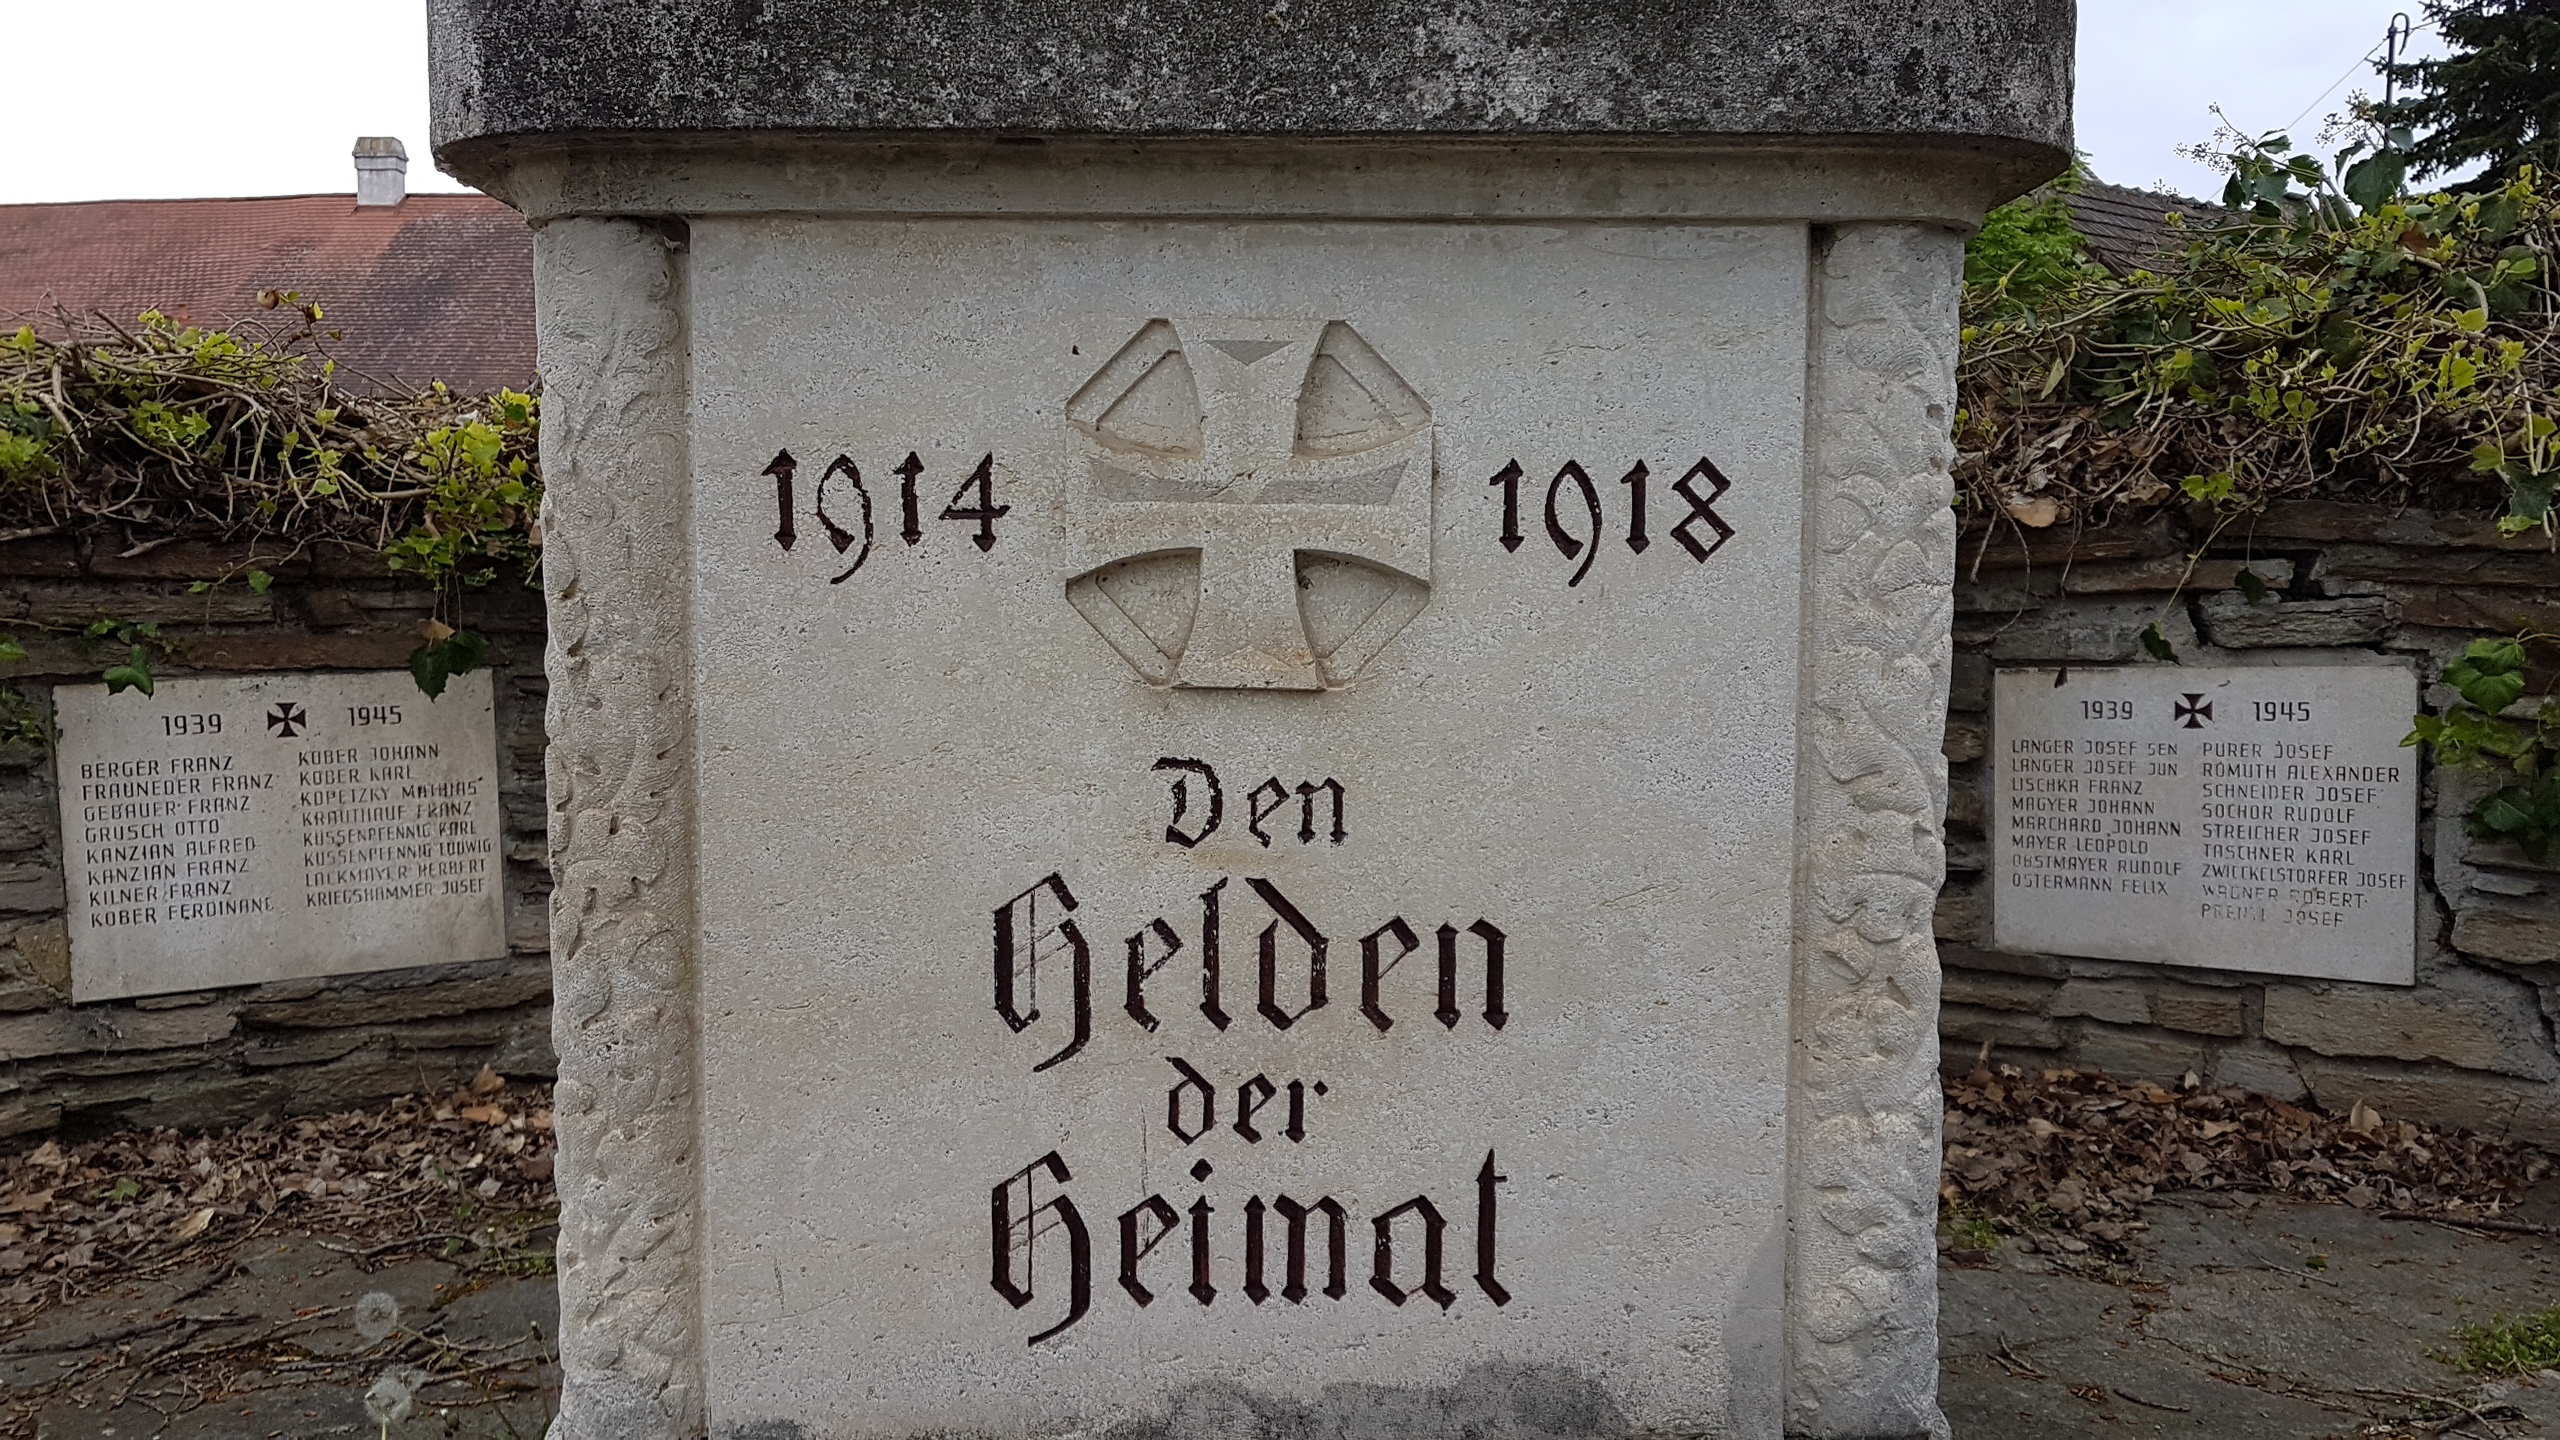 1914 1918
Den
Helden
der
Heimat
1939 1945
BERGER FRANZ
FRAUNEDER FRANZ
GEBAUER FRANZ
GRUSCH OTTO
KANZIAN ALFRED
KANZIAN FRANZ
KILNER FRANZ
KOBER FERDINAND
KOBER JOHANN
KOBER KARL
KOPETZKY MATHIAS
KRAUTHAUF FRANZ
KÜSSENPFENNIG KARL
KÜSSENPFENNIG LUDWIG
LACKMAYER HERBERT
KRIEGSHAMMER JOSEF
1939 1945
LANGER JOSEF SEN
LANGER JOSEF JUN
LISCHKA FRANZ
MAGYER JOHANN
MARCHARD JOHANN
MAYER LEOPOLD
OBSTMAYER RUDOLF
OSTERMANN FELIX
PURER JOSEF
ROMUTH ALEXANDER
SCHNEIDER JOSEF
SOCHOR RUDOLF
STREICHER JOSEF
TASCHNER KARL
ZWICKELSTORFER JOSEF
WAGNER ROBERT
JOSEF